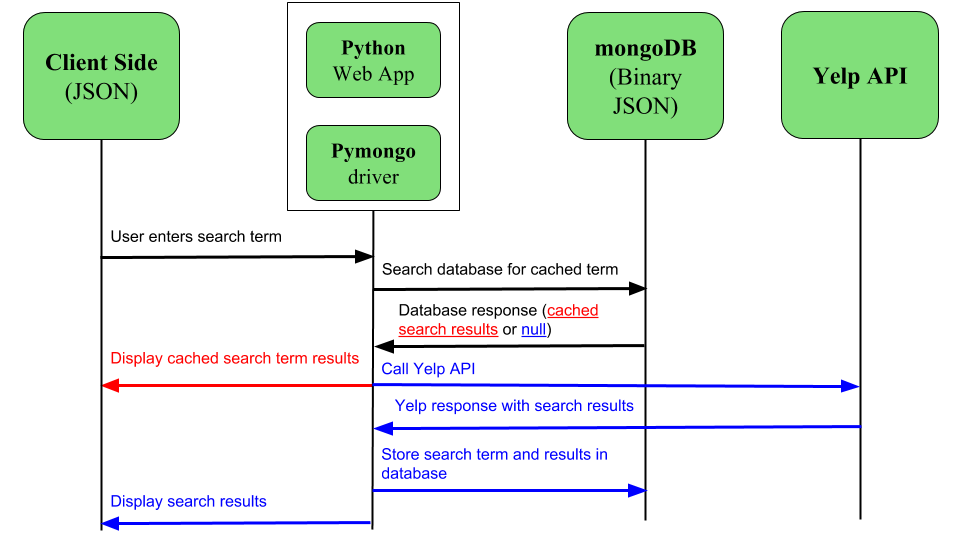 Client Side
(JSON)
Python
Web App
Pymongo
driver
mongoDB
(Binary
JSON)
Yelp API
User enters search term
Search database for cached term
Database response (cached
search results or null)
Display cached search term results
Call Yelp API
Yelp response with search results
Store search term and results in
database
Display search results